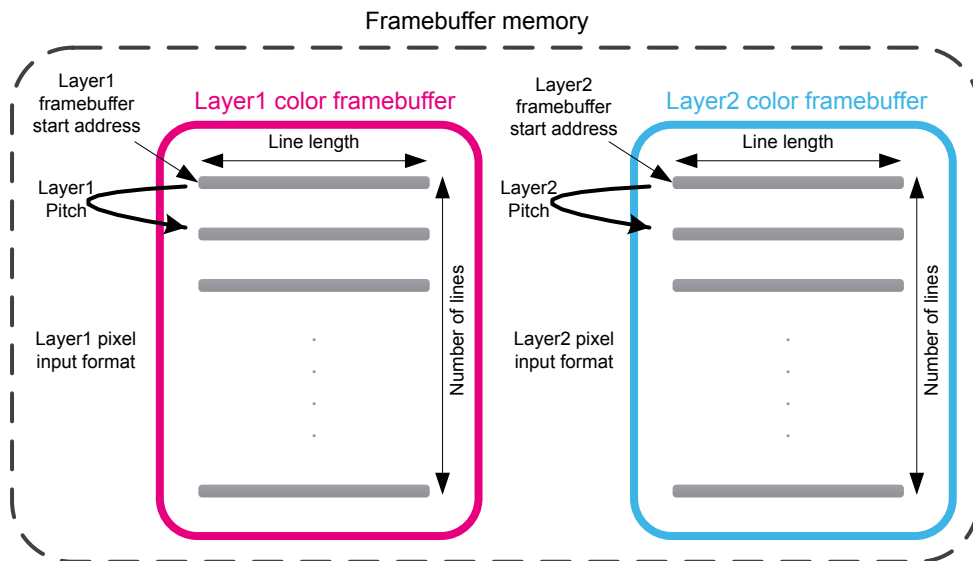 Framebuffer memory
Layer1
framebuffer
start address
Layer1 color framebuffer
Line length
Layer1
Pitch
Number of lines
Layer1 pixel
input format
Layer2
framebuffer
start address
Layer2 color framebuffer
Line length
Layer2
Pitch
Number of lines
Layer2 pixel
input format